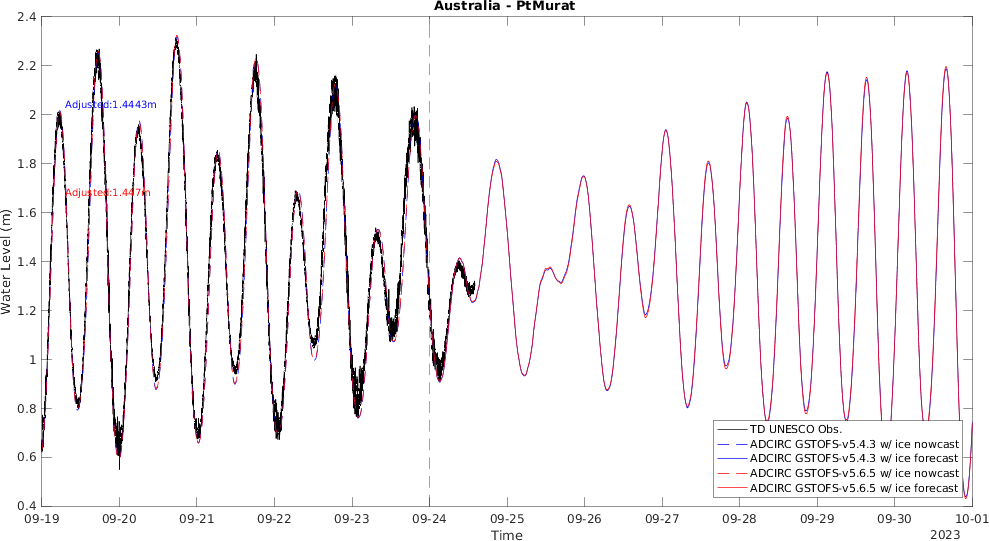 Australia - PtMurat
2.4
2.2
2
1.8
1.6
1.4
1.2
1
0.8
0.6
0.4
Water Level (m)
Adjusted:1.4443m
Adjusted:1.447m
TD UNESCO Obs.
ADCIRC GSTOFS-v5.4.3 w/ ice nowcast
ADCIRC GSTOFS-v5.4.3 w/ ice forecast
ADCIRC GSTOFS-v5.6.5 w/ ice nowcast
ADCIRC GSTOFS-v5.6.5 w/ ice forecast
09-19 09-20 09-21 09-22 09-23 09-24 09-25 09-26 09-27 09-28 09-29 09-30 10-01
Time
2023